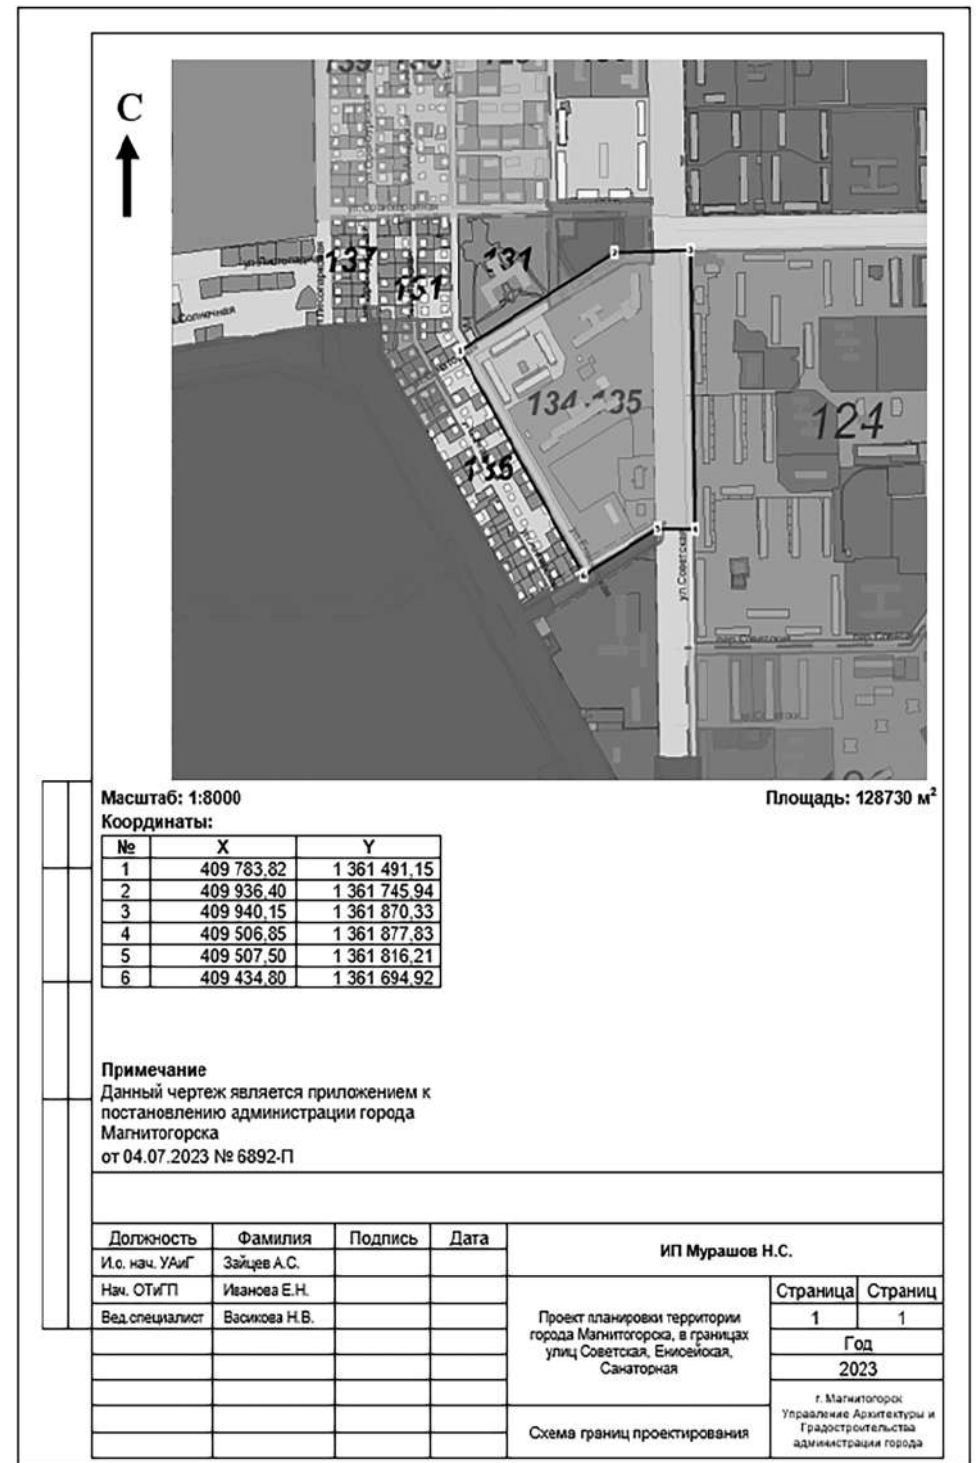 С
ул.Советская
137
131
131
134-135
124
136
Масштаб: 1:8000
Площадь: 128730 м²
Координаты:
№ X Y
1 409 783,82 1 361 491,15
2 409 936,40 1 361 745,94
3 409 940,15 1 361 870,33
4 409 506,85 1 361 877,83
5 409 507,50 1 361 816,21
6 409 434,80 1 361 694,92
Примечание
Данный чертеж является приложением к
постановлению администрации города
Магнитогорска
от 04.07.2023 № 6892-П
Должность Фамилия Подпись Дата
И.о. нач. УАиГ Зайцев А.С.
Нач. ОТиГП Иванова Е.Н.
Вед.специалист Васикова Н.В.
ИП Мурашов Н.С.
Проект планировки территории
города Магнитогорска, в границах
улиц Советская, Енисейская,
Санаторная
Страница Страниц
1 1
Год
2023
Схема границ проектирования
г. Магнитогорск
Управление Архитектуры и
Градостроительства
администрации города